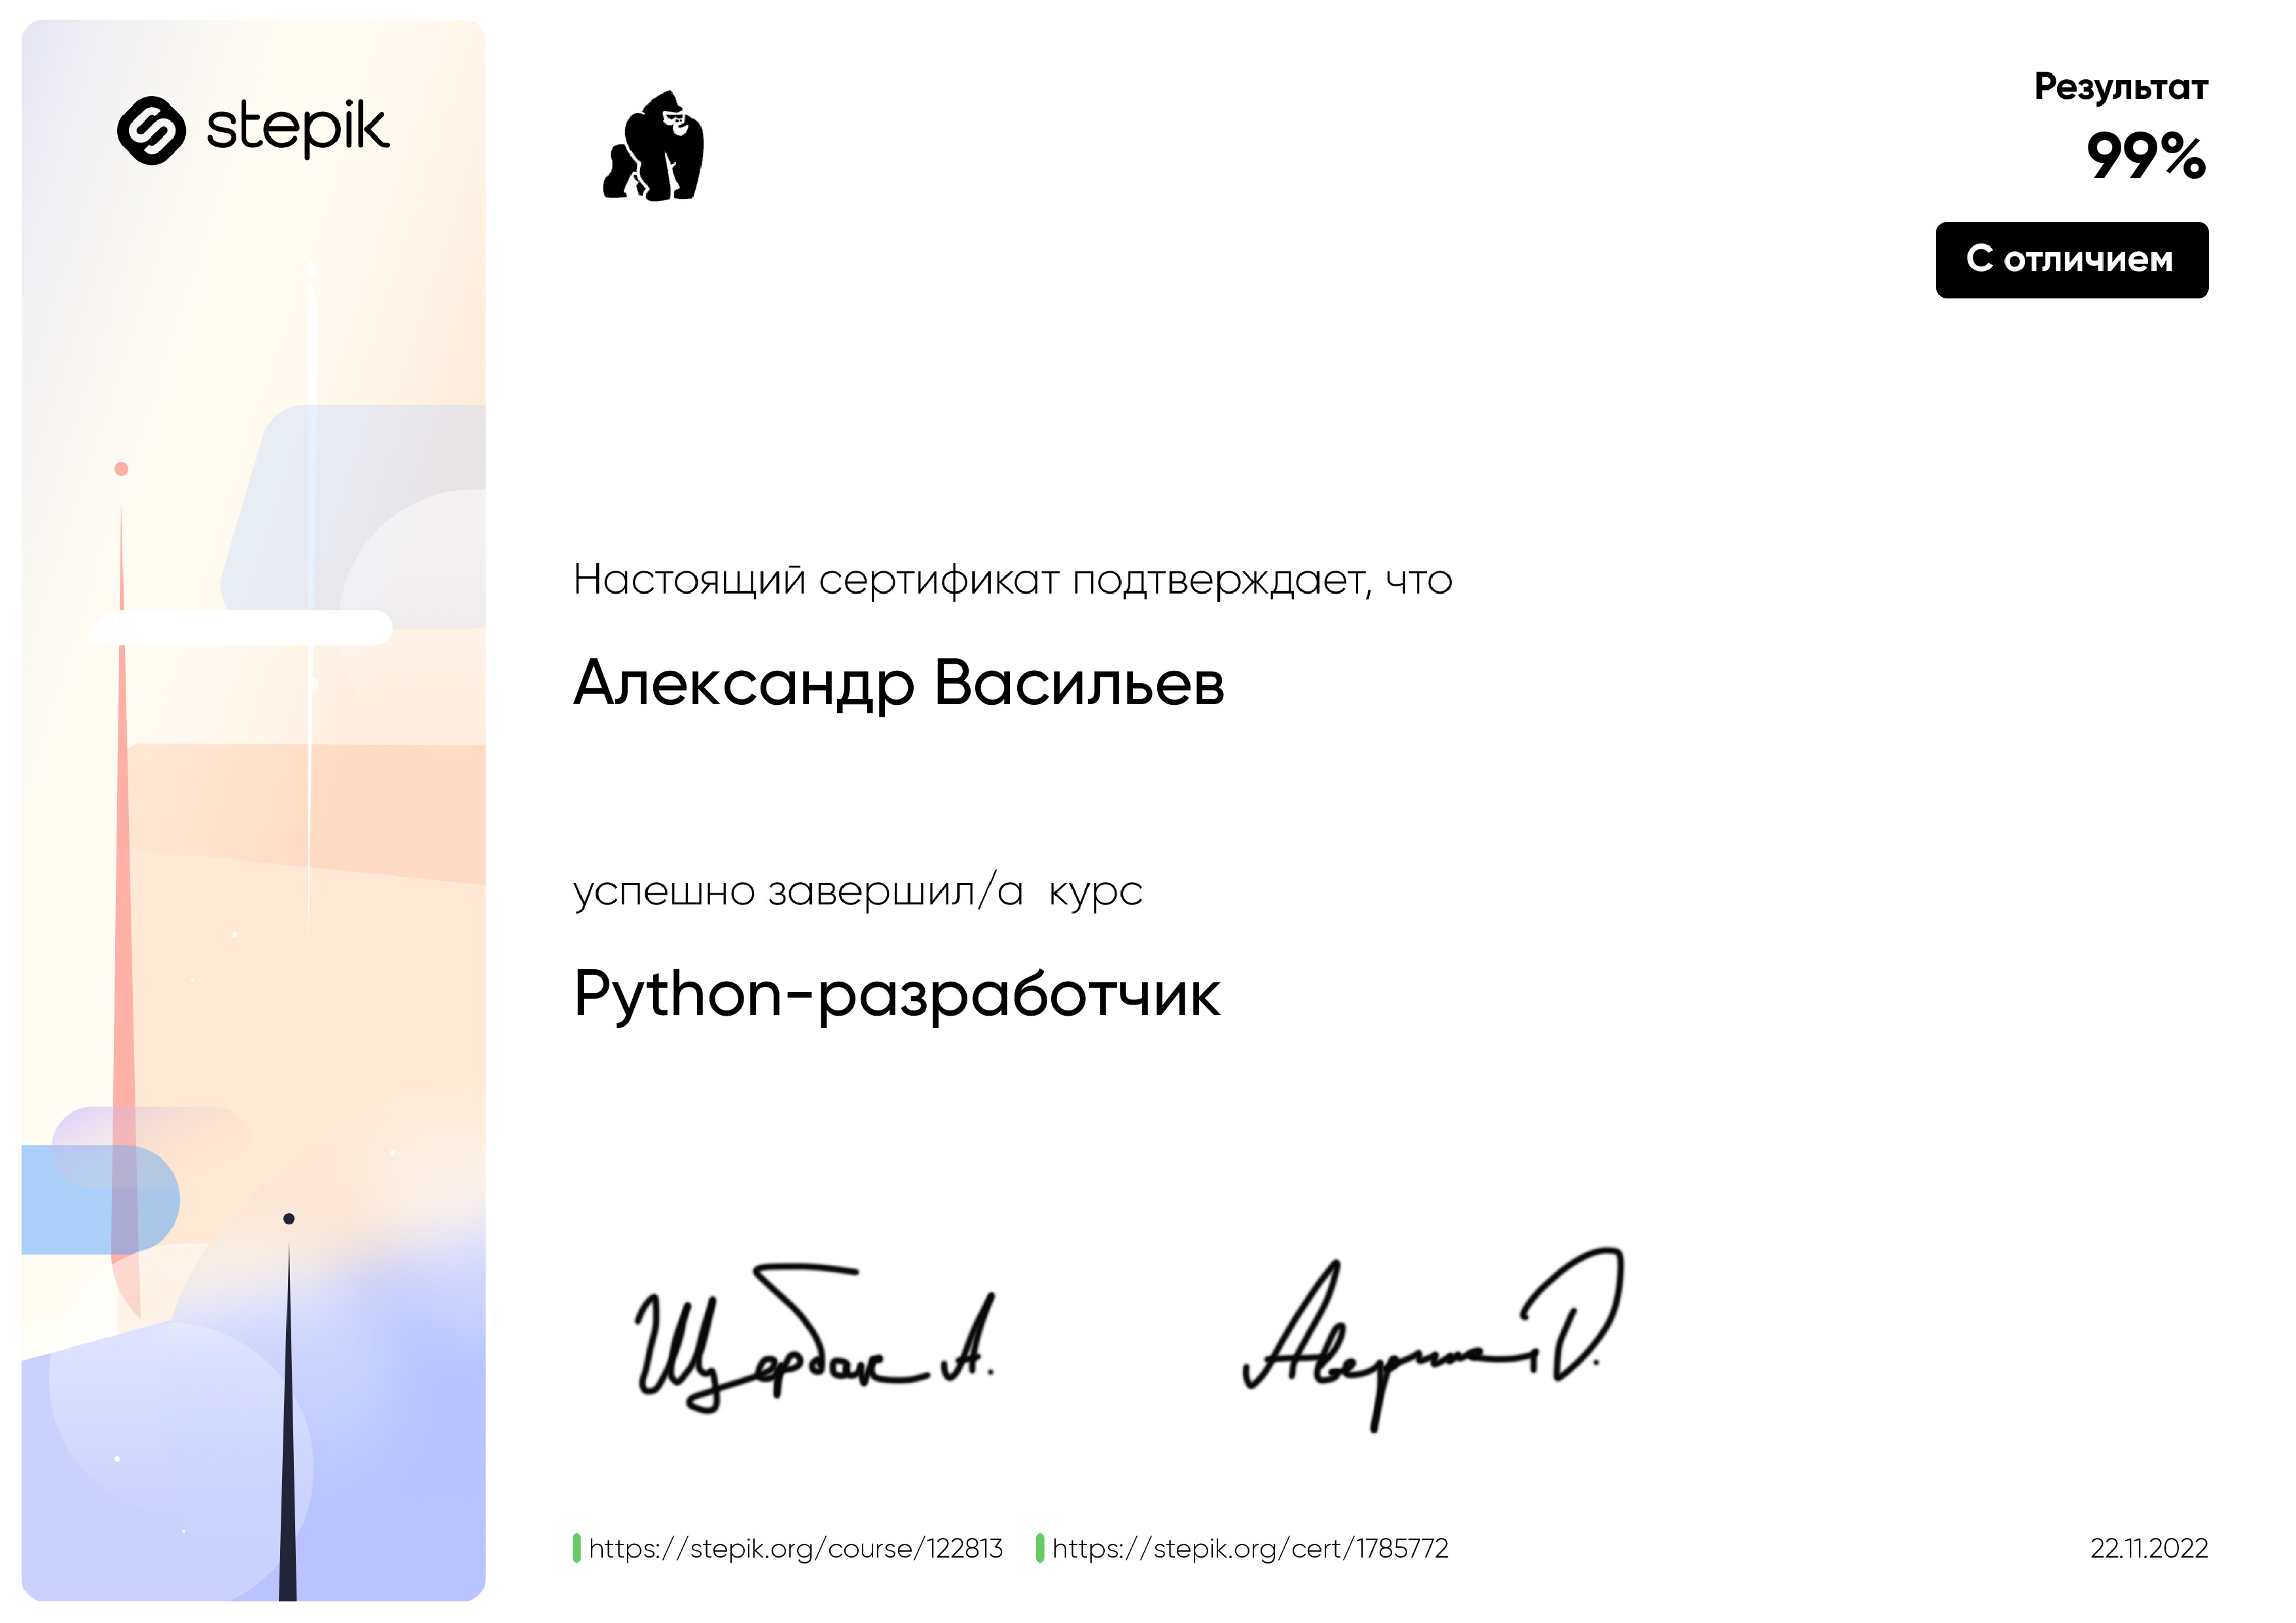 stepik
Результат
99%
С отличием
Настоящий сертификат подтверждает, что
Александр Васильев
успешно завершил/а курс
Python-разработчик
Щербак А.
Аверин Д.
https://stepik.org/course/122813 https://stepik.org/cert/1785772
22.11.2022